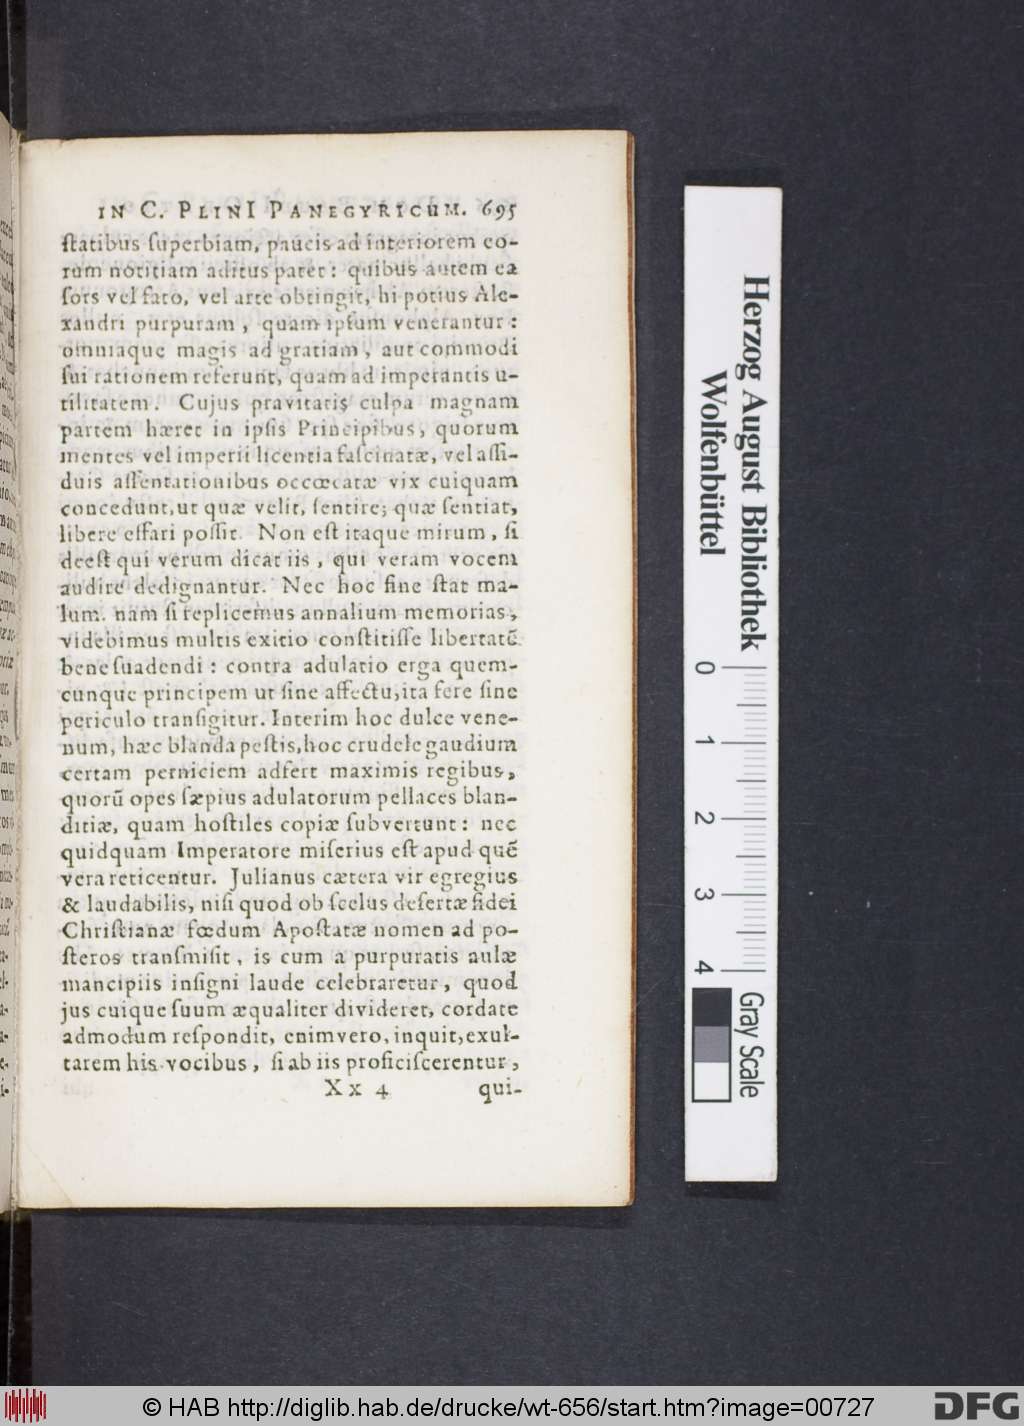 IN C. PLINI PANEGYRICUM. 695
ſtatibus ſuperbiam, paucis ad interiorem eo-
rum notitiam aditus patet: quibus autem ea
ſors vel fato, vel arte obtingit, hi potius Ale-
xandri purpuram, quam ipſum venerantur:
omniaque magis ad gratiam, aut commodi
ſui rationem referunt, quam ad imperantis u-
tilitatem. Cujus pravitatis culpa magnam
partem hæret in ipſis Principibus, quorum
mentes vel imperii licentia faſcinatæ, vel aſſi-
duis aſſentationibus occœcatæ vix cuiquam
concedunt, ut quæ velit, ſentire; quæ ſentiat,
libere effari poſſit. Non eſt itaque mirum, ſi
deeſt qui verum dicat iis, qui veram vocem
audire dedignantur. Nec hoc fine ſtat ma-
lum. nam ſi replicemus annalium memorias,
videbimus multis exitio conſtitiſſe libertatē
bene ſuadendi: contra adulatio erga quem-
cunque principem ut ſine affectu, ita fere ſine
periculo tranſigitur. Interim hoc dulce vene-
num, hæc blanda peſtis, hoc crudele gaudium
certam perniciem adfert maximis regibus,
quorū opes ſæpius adulatorum pellaces blan-
ditiæ, quam hoſtiles copiæ ſubvertunt: nec
quidquam Imperatore miſerius eſt apud quē
vera reticentur. Julianus cætera vir egregius
& laudabilis, niſi quod ob ſcelus deſertæ fidei
Chriſtianæ fœdum Apoſtatæ nomen ad po-
ſteros tranſmiſit, is cum a purpuratis aulæ
mancipiis inſigni laude celebraretur, quod
jus cuique ſuum æqualiter divideret, cordate
admodum reſpondit, enimvero, inquit, exul-
tarem his vocibus, ſi ab iis proficiſcerentur,
Xx 4 qui-
Herzog August Bibliothek
Wolfenbüttel
0 1 2 3 4
Gray Scale
© HAB http://diglib.hab.de/drucke/wt-656/start.htm?image=00727
DFG